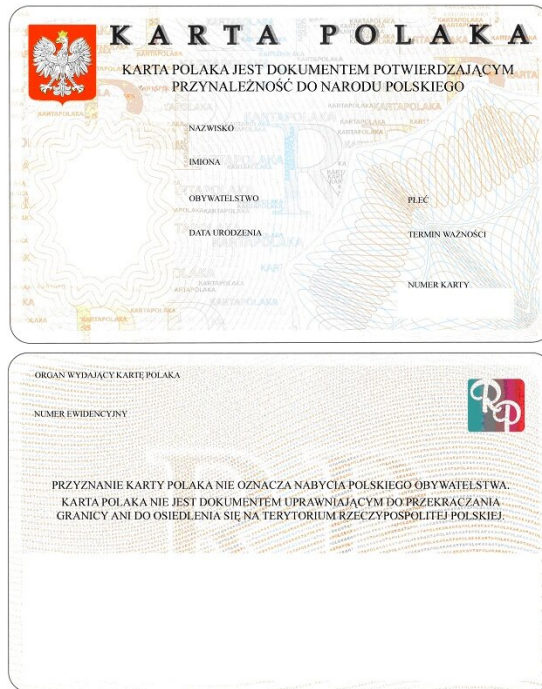 KARTA POLAKA
KARTA POLAKA JEST DOKUMENTEM POTWIERDZAJĄCYM
PRZYNALEŻNOŚĆ DO NARODU POLSKIEGO
NAZWISKO
IMIONA
OBYWATELSTWO
PŁEĆ
DATA URODZENIA
TERMIN WAŻNOŚCI
NUMER KARTY
ORGAN WYDAJĄCY KARTĘ POLAKA
RP
NUMER EWIDENCYJNY
PRZYZNANIE KARTY POLAKA NIE OZNACZA NABYCIA POLSKIEGO OBYWATELSTWA.
KARTA POLAKA NIE JEST DOKUMENTEM UPRAWNIAJĄCYM DO PRZEKRACZANIA
GRANICY ANI DO OSIEDLENIA SIĘ NA TERYTORIUM RZECZYPOSPOLITEJ POLSKIEJ.